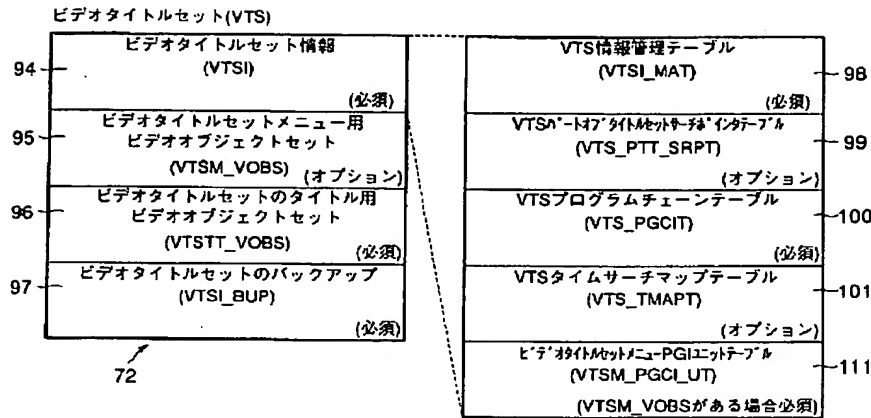 ビデオタイトルセット(VTS)
94
ビデオタイトルセット情報
(VTSI)
(必須)
95
ビデオタイトルセットメニュー用
ビデオオブジェクトセット
(VTSM_VOBS)
(オプション)
96
ビデオタイトルセットのタイトル用
ビデオオブジェクトセット
(VTSTT_VOBS)
(必須)
97
ビデオタイトルセットのバックアップ
(VTSI_BUP)
(必須)
72
VTS情報管理テーブル
(VTSI_MAT)
(必須)
98
VTSパートオブタイトルセットサーチポインタテーブル
(VTS_PTT_SRPT)
(オプション)
99
VTSプログラムチェーンテーブル
(VTS_PGCIT)
(必須)
100
VTSタイムサーチマップテーブル
(VTS_TMAPT)
(オプション)
101
ビデオタイトルセットメニューPGIユニットテーブル
(VTSM_PGCI_UT)
(VTSM_VOBSがある場合必須)
111